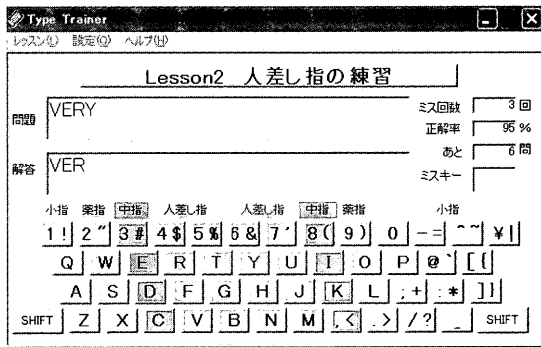 Type Trainer
レッスン(L) 設定(O) ヘルプ(H)
Lesson2 人差し指の練習
問題 VERY
ミス回数 3 回
正解率 95 %
あと 6 問
解答 VER
ミスキー
小指 薬指 中指 人差し指 人差し指 中指 薬指 小指
1 ! 2 " 3 # 4 $ 5 % 6 & 7 ' 8 ( 9 ) 0 - = ^ ~ ¥ |
Q W E R T Y U I O P @ ` [ {
A S D F G H J K L ; + : * ] }
SHIFT Z X C V B N M , < . > / ? _ SHIFT